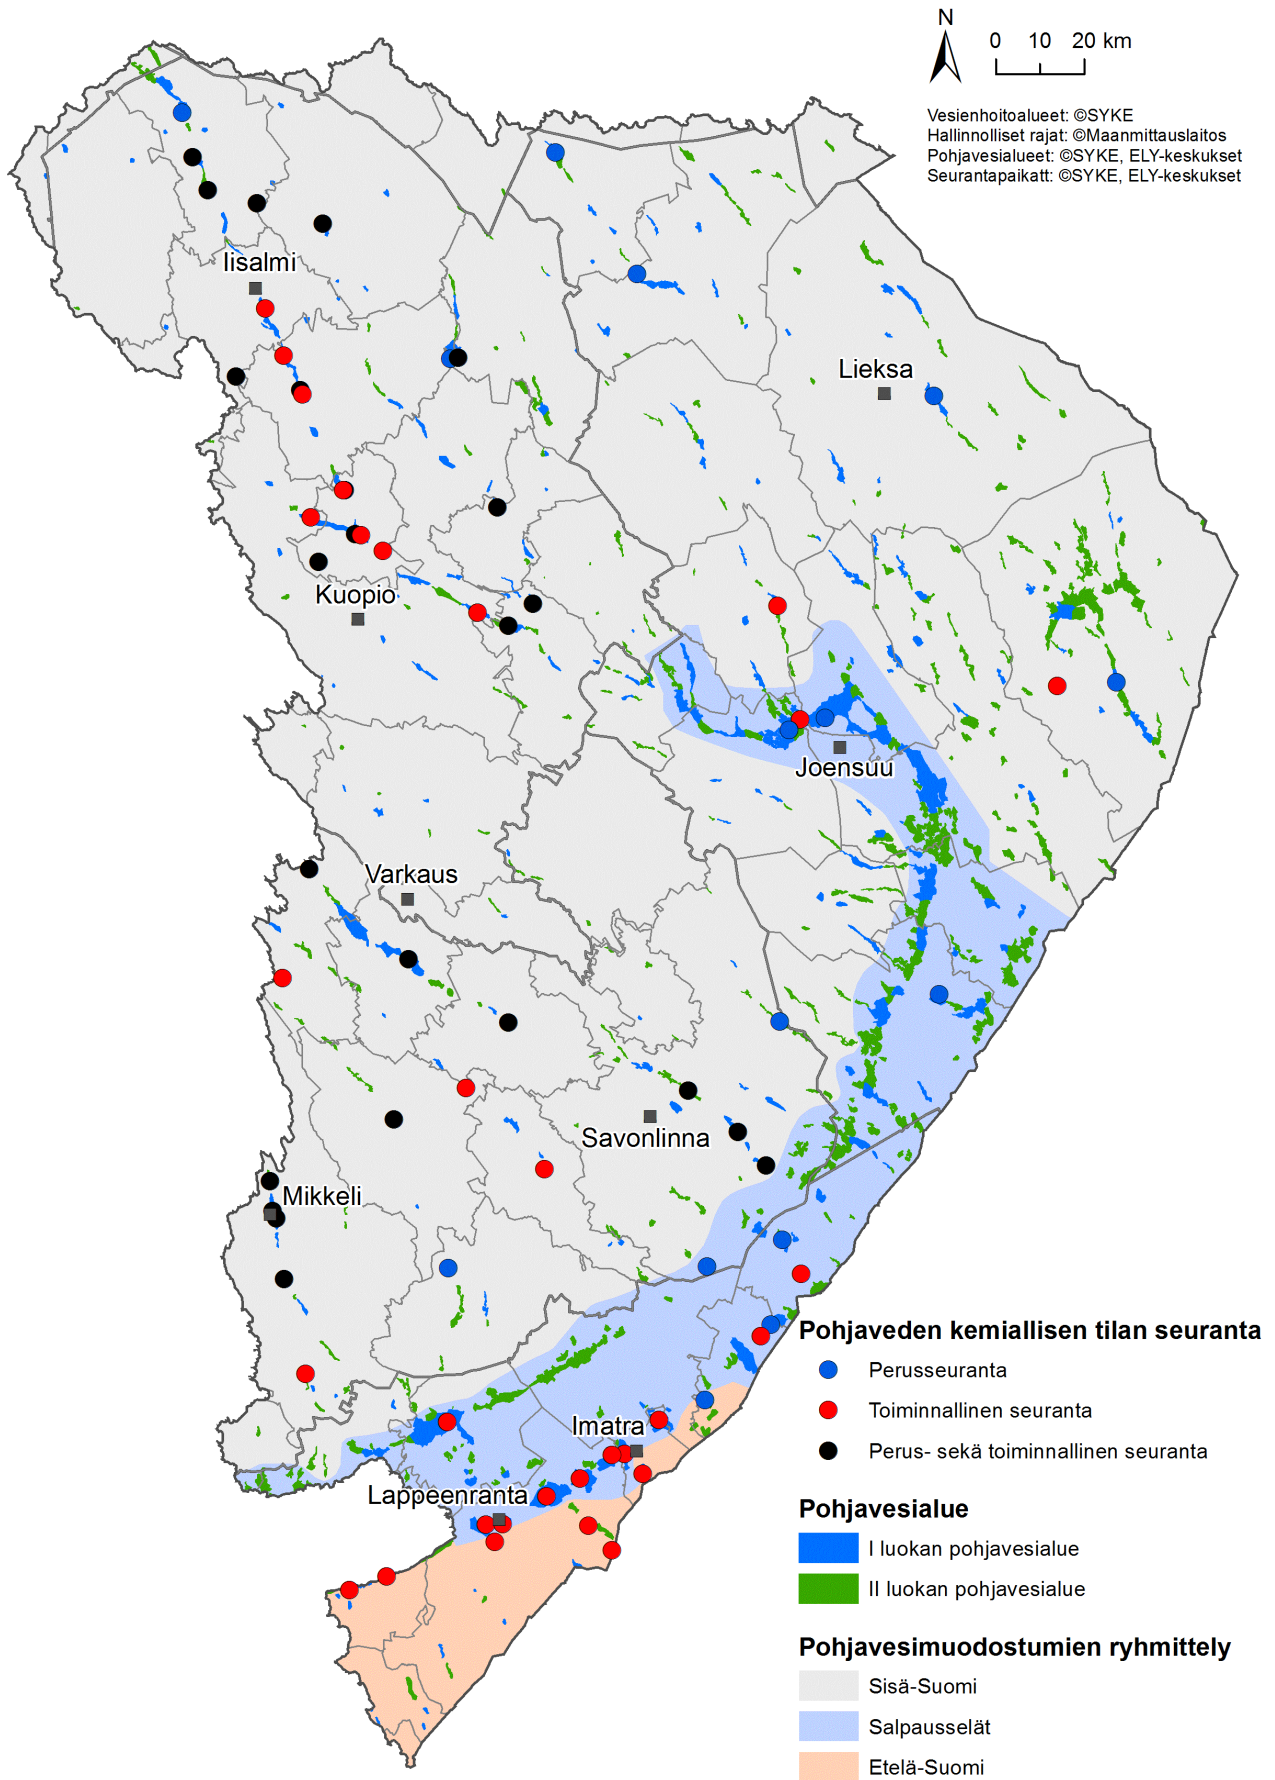 N
0 10 20 km
Vesienhoitoalueet: ©SYKE
Hallinnolliset rajat: ©Maanmittauslaitos
Pohjavesialueet: ©SYKE, ELY-keskukset
Seurantapaikatt: ©SYKE, ELY-keskukset
Iisalmi
Lieksa
Kuopio
Joensuu
Varkaus
Savonlinna
Mikkeli
Imatra
Lappeenranta
Pohjaveden kemiallisen tilan seuranta
Perusseuranta
Toiminnallinen seuranta
Perus- sekä toiminnallinen seuranta
Pohjavesialue
I luokan pohjavesialue
II luokan pohjavesialue
Pohjavesimuodostumien ryhmittely
Sisä-Suomi
Salpausselät
Etelä-Suomi